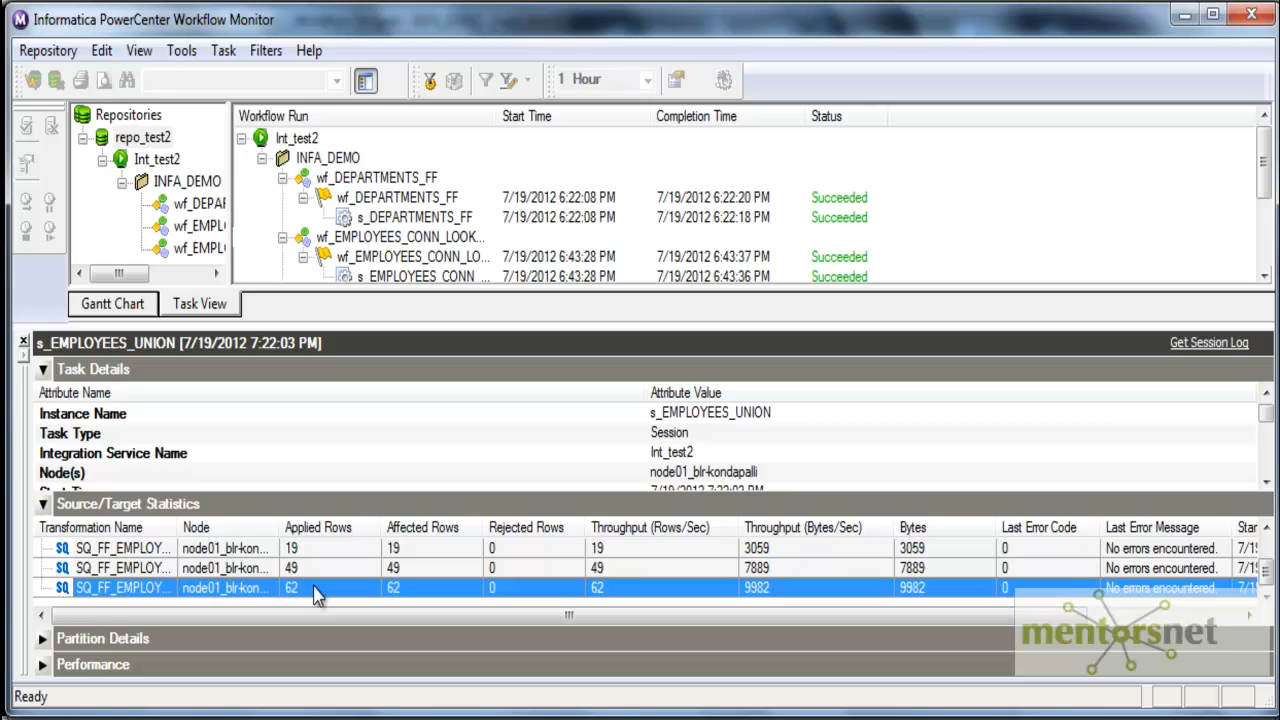 Informatica PowerCenter Workflow Monitor
Repository Edit View Tools Task Filters Help
1 Hour
Repositories
repo_test2
Int_test2
INFA_DEMO
wf_DEPAF
wf_EMPL(
wf_EMPL(
Workflow Run Start Time Completion Time Status
Int_test2
INFA_DEMO
wf_DEPARTMENTS_FF
wf_DEPARTMENTS_FF 7/19/2012 6:22:08 PM 7/19/2012 6:22:20 PM Succeeded
s_DEPARTMENTS_FF 7/19/2012 6:22:08 PM 7/19/2012 6:22:18 PM Succeeded
wf_EMPLOYEES_CONN_LOOK...
wf_EMPLOYEES_CONN_LO... 7/19/2012 6:43:28 PM 7/19/2012 6:43:37 PM Succeeded
s_EMPLOYEES_CONN_... 7/19/2012 6:43:28 PM 7/19/2012 6:43:36 PM Succeeded
Gantt Chart Task View
s_EMPLOYEES_UNION [7/19/2012 7:22:03 PM] Get Session Log
Task Details
Attribute Name Attribute Value
Instance Name s_EMPLOYEES_UNION
Task Type Session
Integration Service Name Int_test2
Node(s) node01_blr-kondapalli
Start Time 7/19/2012 7:22:03 PM
Source/Target Statistics
Transformation Name Node Applied Rows Affected Rows Rejected Rows Throughput (Rows/Sec) Throughput (Bytes/Sec) Bytes Last Error Code Last Error Message Star
SQ_FF_EMPLOY... node01_blr-kon... 19 19 0 19 3059 3059 0 No errors encountered. 7/19
SQ_FF_EMPLOY... node01_blr-kon... 49 49 0 49 7889 7889 0 No errors encountered. 7/19
SQ_FF_EMPLOY... node01_blr-kon... 62 62 0 62 9982 9982 0 No errors encountered. 7/19
Partition Details
Performance
mentorsnet
Ready